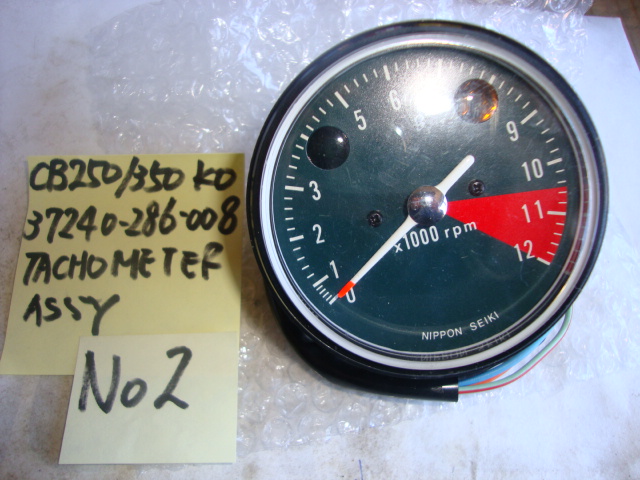 CB250/350 K0
37240-286-008
TACHOMETER
ASSY
No2
0
1
2
3
5
6
9
10
11
12
x1000 rpm
NIPPON SEIKI